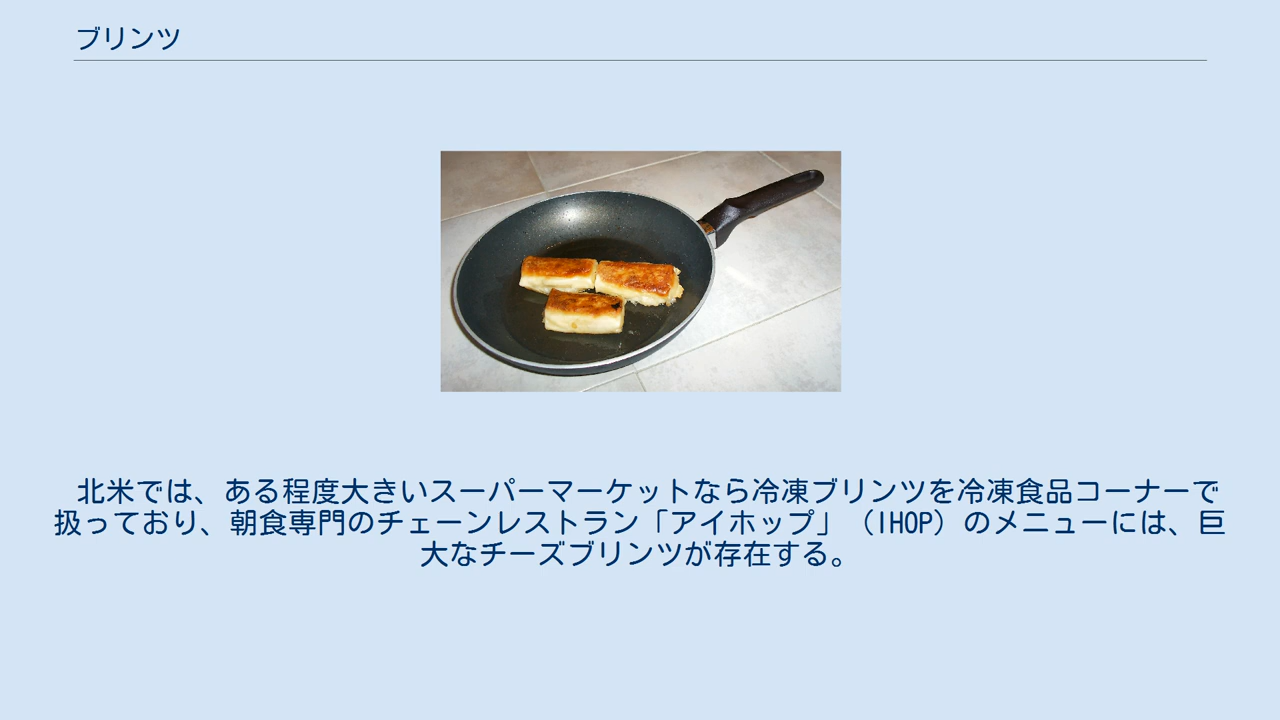 ブリンツ
北米では、ある程度大きいスーパーマーケットなら冷凍ブリンツを冷凍食品コーナーで
扱っており、朝食専門のチェーンレストラン「アイホップ」（IHOP）のメニューには、巨
大なチーズブリンツが存在する。